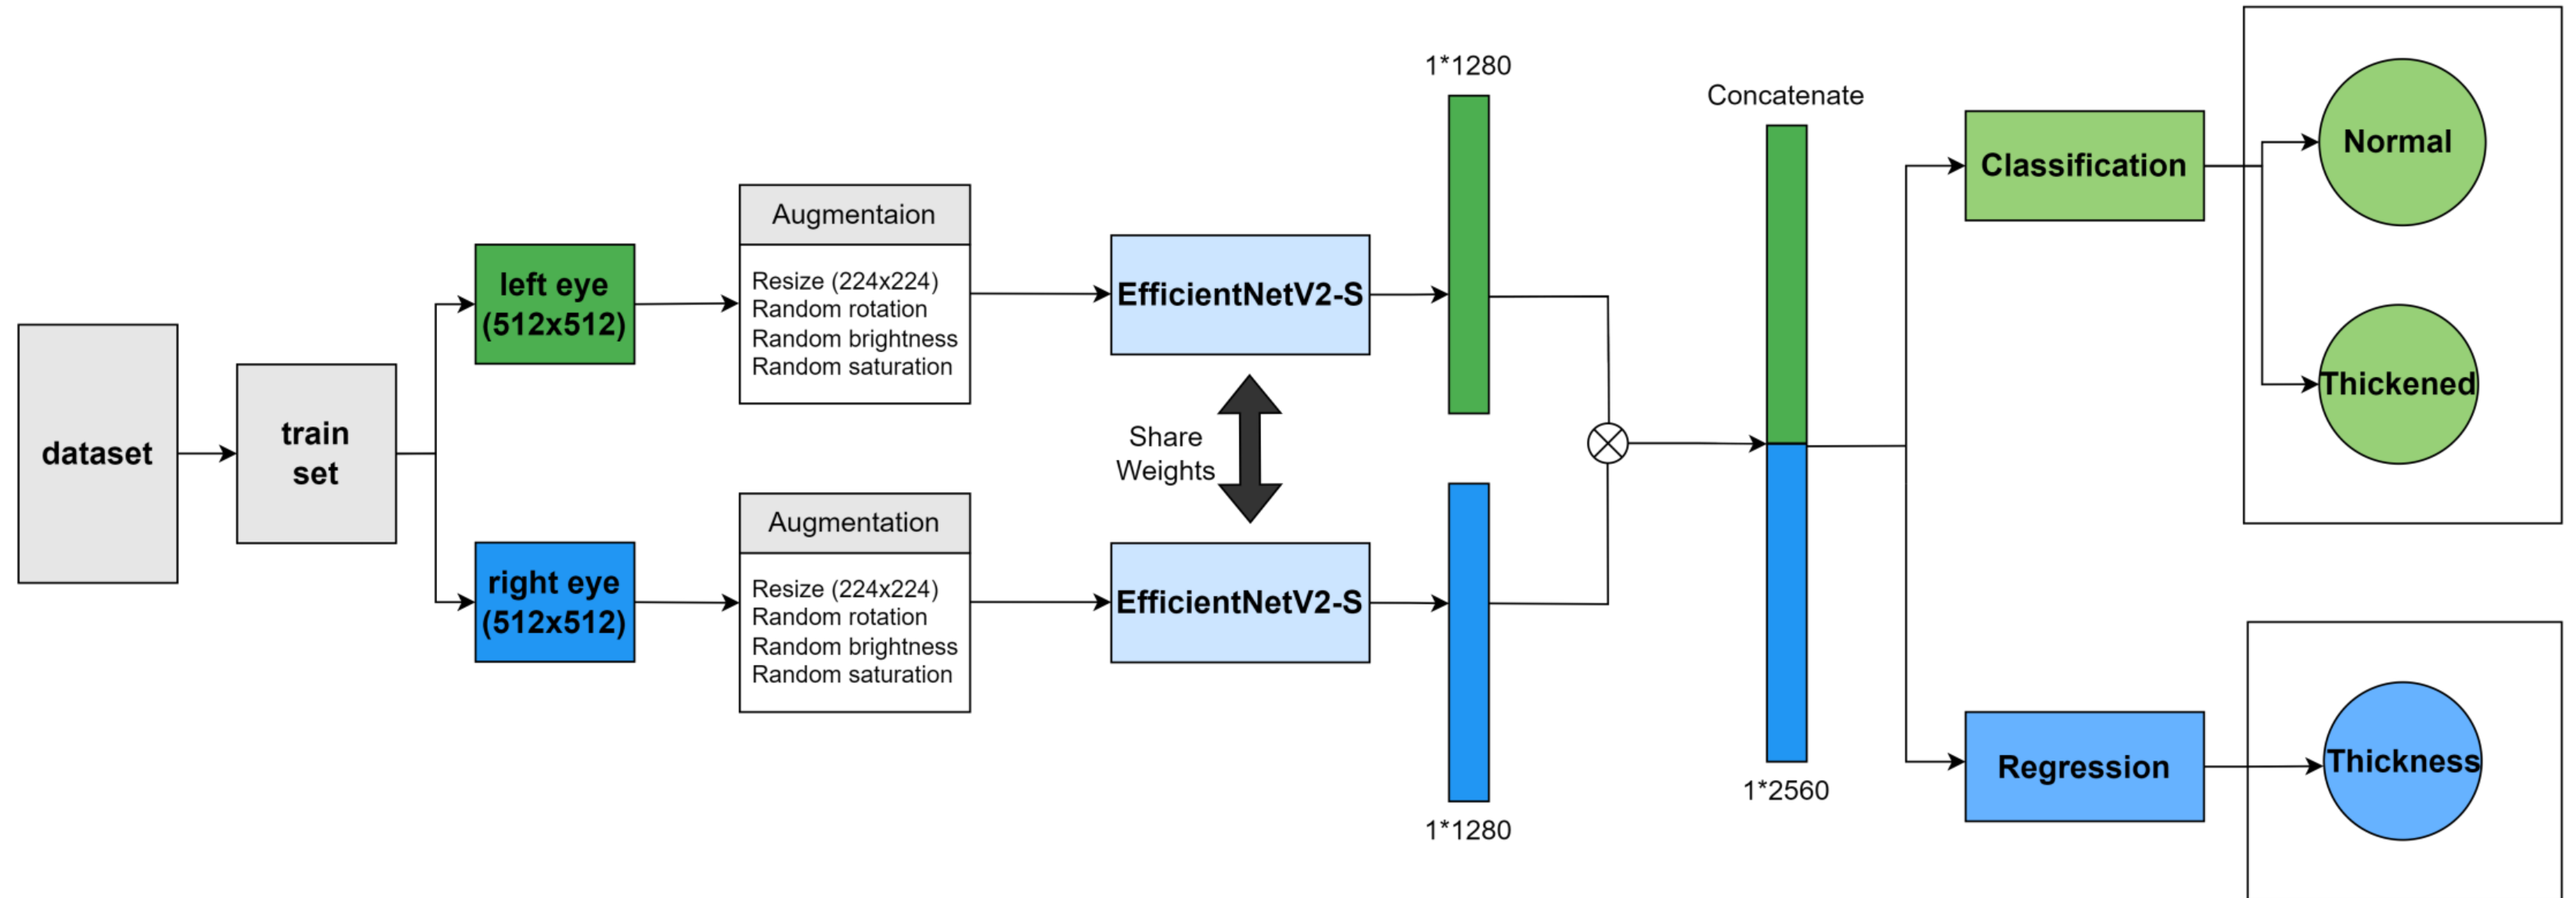 dataset
train
set
left eye
(512x512)
right eye
(512x512)
Augmentaion
Resize (224x224)
Random rotation
Random brightness
Random saturation
Augmentation
Resize (224x224)
Random rotation
Random brightness
Random saturation
EfficientNetV2-S
Share
Weights
EfficientNetV2-S
1*1280
1*1280
Concatenate
1*2560
Classification
Regression
Normal
Thickened
Thickness